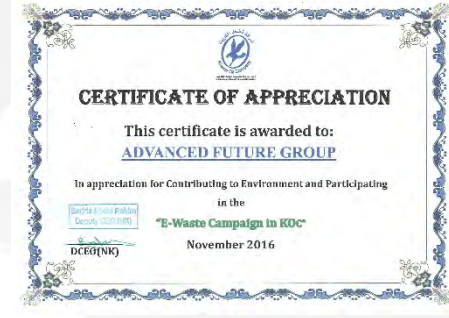 CERTIFICATE OF APPRECIATION
This certificate is awarded to:
ADVANCED FUTURE GROUP
In appreciation for Contributing to Environment and Participating
in the
"E-Waste Campaign in KOC"
November 2016
DCEO(NK)